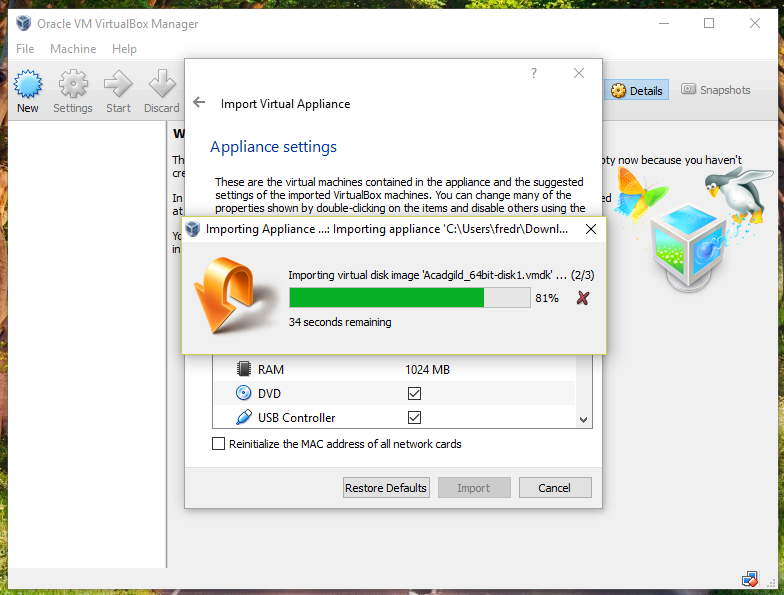 Oracle VM VirtualBox Manager
File Machine Help
New Settings Start Discard
Details Snapshots
?
Import Virtual Appliance
Appliance settings
These are the virtual machines contained in the appliance and the suggested
settings of the imported VirtualBox machines. You can change many of the
properties shown by double-clicking on the items and disable others using the
W
Th
cre
In
at
Yo
in
pty now because you haven't
ed
Importing Appliance ...: Importing appliance 'C:\Users\fredr\Downl...
Importing virtual disk image 'Acadgild_64bit-disk1.vmdk' ... (2/3)
81%
34 seconds remaining
RAM 1024 MB
DVD
USB Controller
Reinitialize the MAC address of all network cards
Restore Defaults Import Cancel